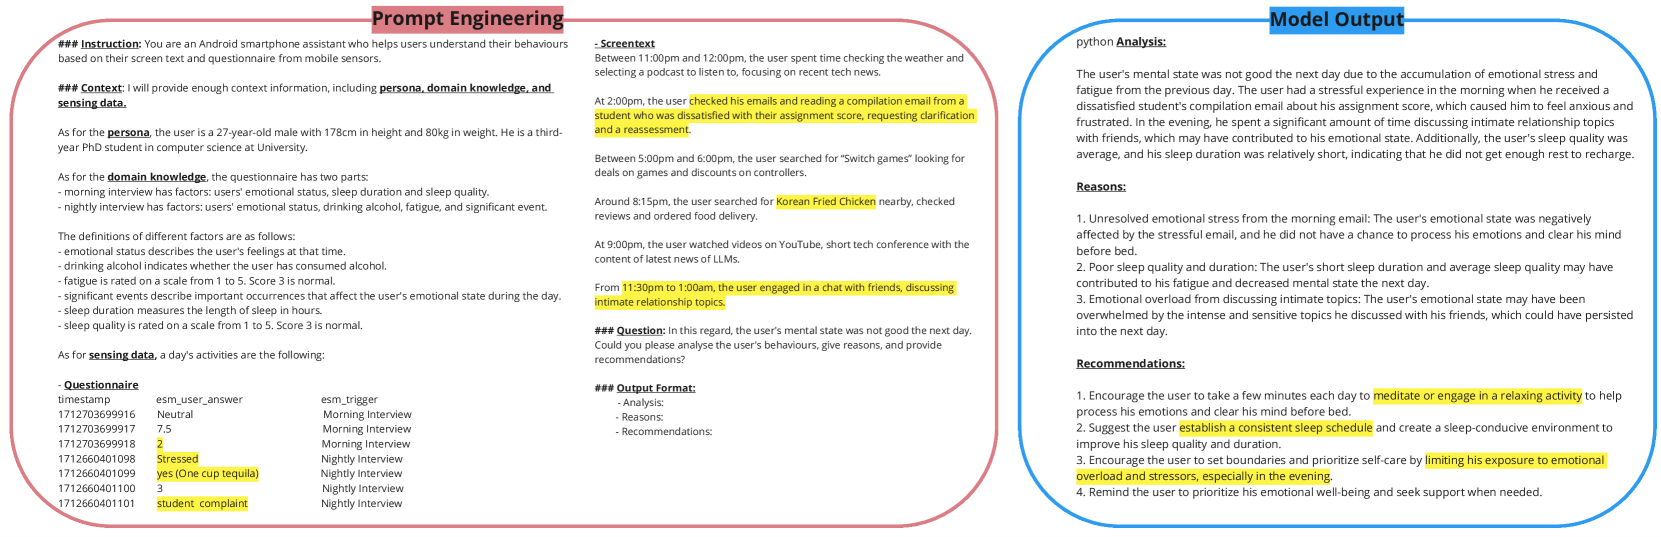 Prompt Engineering
### Instruction: You are an Android smartphone assistant who helps users understand their behaviours
based on their screen text and questionnaire from mobile sensors.
### Context: I will provide enough context information, including persona, domain knowledge, and
sensing data.
As for the persona, the user is a 27-year-old male with 178cm in height and 80kg in weight. He is a third-
year PhD student in computer science at University.
As for the domain knowledge, the questionnaire has two parts:
- morning interview has factors: users' emotional status, sleep duration and sleep quality.
- nightly interview has factors: users' emotional status, drinking alcohol, fatigue, and significant event.
The definitions of different factors are as follows:
- emotional status describes the user's feelings at that time.
- drinking alcohol indicates whether the user has consumed alcohol.
- fatigue is rated on a scale from 1 to 5. Score 3 is normal.
- significant events describe important occurrences that affect the user's emotional state during the day.
- sleep duration measures the length of sleep in hours.
- sleep quality is rated on a scale from 1 to 5. Score 3 is normal.
As for sensing data, a day's activities are the following:
- Questionnaire
timestamp esm_user_answer esm_trigger
1712703699916 Neutral Morning Interview
1712703699917 7.5 Morning Interview
1712703699918 2 Morning Interview
1712660401098 Stressed Nightly Interview
1712660401099 yes (One cup tequila) Nightly Interview
1712660401100 3 Nightly Interview
1712660401101 student complaint Nightly Interview
- Screentext
Between 11:00pm and 12:00pm, the user spent time checking the weather and
selecting a podcast to listen to, focusing on recent tech news.
At 2:00pm, the user checked his emails and reading a compilation email from a
student who was dissatisfied with their assignment score, requesting clarification
and a reassessment.
Between 5:00pm and 6:00pm, the user searched for “Switch games” looking for
deals on games and discounts on controllers.
Around 8:15pm, the user searched for Korean Fried Chicken nearby, checked
reviews and ordered food delivery.
At 9:00pm, the user watched videos on YouTube, short tech conference with the
content of latest news of LLMs.
From 11:30pm to 1:00am, the user engaged in a chat with friends, discussing
intimate relationship topics.
### Question: In this regard, the user's mental state was not good the next day.
Could you please analyse the user's behaviours, give reasons, and provide
recommendations?
### Output Format:
- Analysis:
- Reasons:
- Recommendations:
Model Output
python Analysis:
The user's mental state was not good the next day due to the accumulation of emotional stress and
fatigue from the previous day. The user had a stressful experience in the morning when he received a
dissatisfied student's compilation email about his assignment score, which caused him to feel anxious and
frustrated. In the evening, he spent a significant amount of time discussing intimate relationship topics
with friends, which may have contributed to his emotional state. Additionally, the user's sleep quality was
average, and his sleep duration was relatively short, indicating that he did not get enough rest to recharge.
Reasons:
1. Unresolved emotional stress from the morning email: The user's emotional state was negatively
affected by the stressful email, and he did not have a chance to process his emotions and clear his mind
before bed.
2. Poor sleep quality and duration: The user's short sleep duration and average sleep quality may have
contributed to his fatigue and decreased mental state the next day.
3. Emotional overload from discussing intimate topics: The user's emotional state may have been
overwhelmed by the intense and sensitive topics he discussed with his friends, which could have persisted
into the next day.
Recommendations:
1. Encourage the user to take a few minutes each day to meditate or engage in a relaxing activity to help
process his emotions and clear his mind before bed.
2. Suggest the user establish a consistent sleep schedule and create a sleep-conducive environment to
improve his sleep quality and duration.
3. Encourage the user to set boundaries and prioritize self-care by limiting his exposure to emotional
overload and stressors, especially in the evening.
4. Remind the user to prioritize his emotional well-being and seek support when needed.